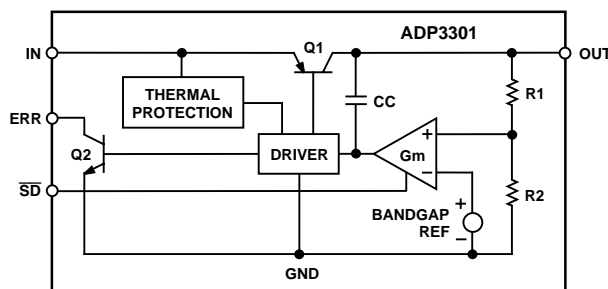 ADP3301
IN
Q1
OUT
THERMAL
PROTECTION
CC
R1
ERR
Q2
DRIVER
Gm
+
−
SD
R2
BANDGAP
REF
+
−
GND